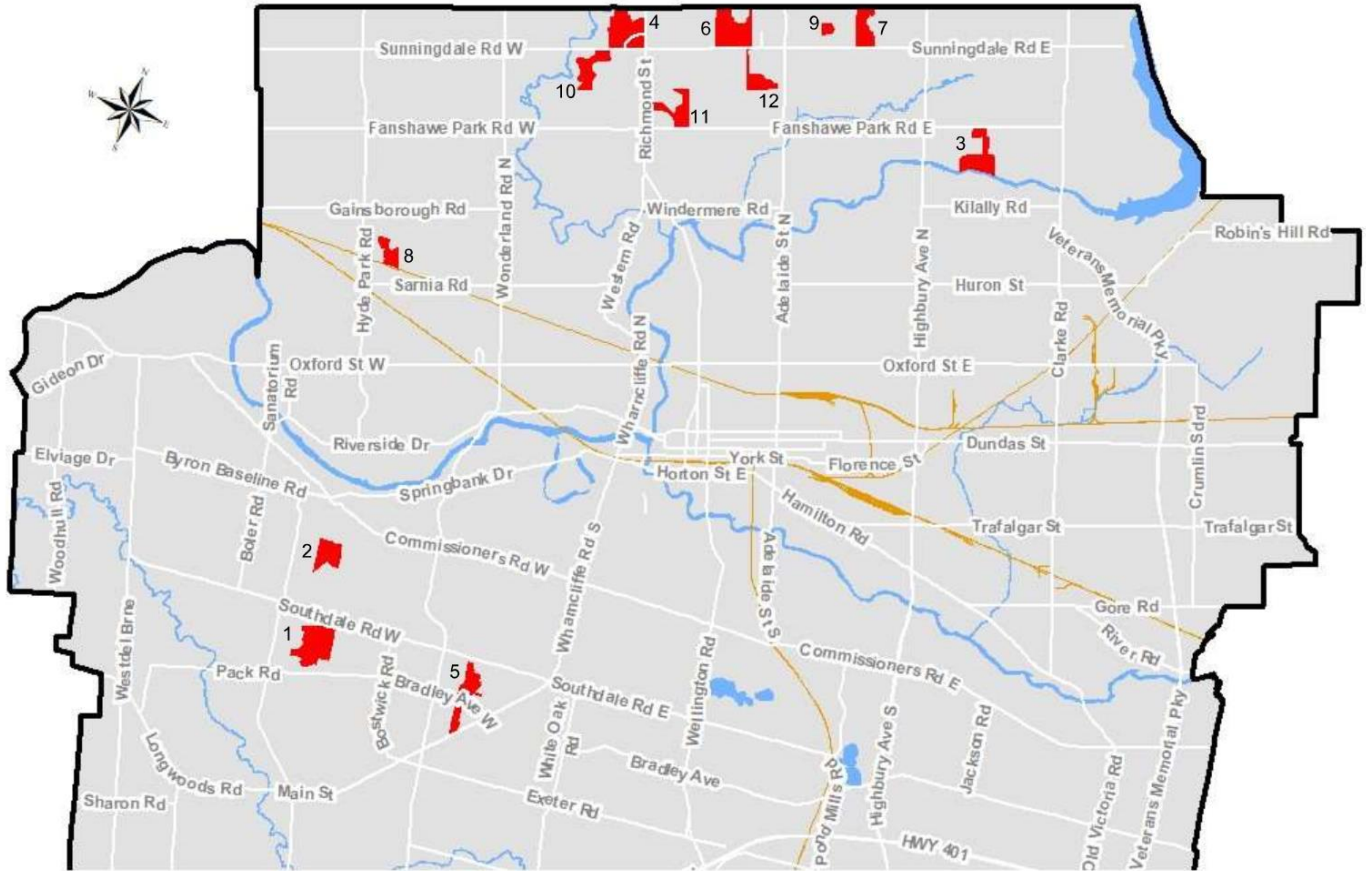 4
6
9
7
Sunningdale Rd W
Sunningdale Rd E
N
W
E
S
10
12
Richmond St
11
Fanshawe Park Rd W
Fanshawe Park Rd E
3
Wonderland Rd N
Gainsborough Rd
Windermere Rd
Kilally Rd
Hyde Park Rd
8
Western Rd
Adelaide St N
Highbury Ave N
Veterans Memorial Pky
Robin's Hill Rd
Sarnia Rd
Huron St
Clarke Rd
Wharncliffe Rd N
Gideon Dr
Sanatorium
Rd
Oxford St W
Oxford St E
Riverside Dr
Dundas St
Crumlin Sdrd
Elviage Dr
Byron Baseline Rd
Springbank Dr
York St
Florence St
Horton St E
Woodhull Rd
Boler Rd
Hamilton Rd
Trafalgar St
Trafalgar St
2
Commissioners Rd W
Wharncliffe Rd S
Adelaide St S
Gore Rd
River Rd
Southdale Rd W
1
Westdel Brne
Pack Rd
Bostwick Rd
5
Bradley Ave W
Southdale Rd E
Wellington Rd
Commissioners Rd E
White Oak
Rd
Highbury Ave S
Jackson Rd
Old Victoria Rd
Veterans Memorial Pky
Longwoods Rd
Main St
Sharon Rd
Bradley Ave
Exeter Rd
Pond Mills Rd
HWY 401